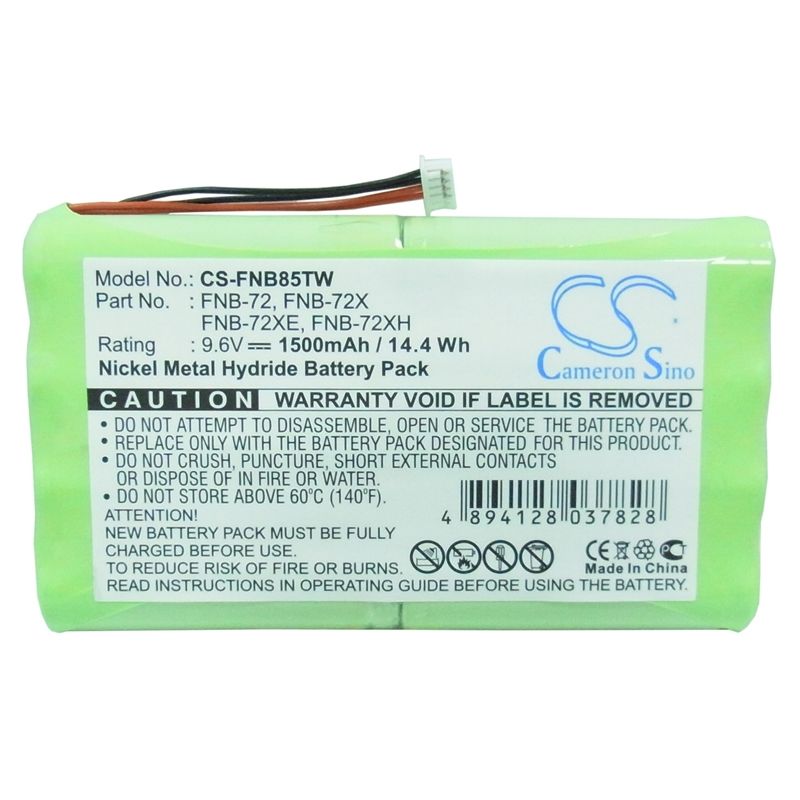 Model No.: CS-FNB85TW
Part No. : FNB-72, FNB-72X
FNB-72XE, FNB-72XH
Rating : 9.6V 1500mAh / 14.4 Wh
Nickel Metal Hydride Battery Pack
CS
Cameron Sino
CAUTION WARRANTY VOID IF LABEL IS REMOVED
• DO NOT ATTEMPT TO DISASSEMBLE, OPEN OR SERVICE BATTERY PACK.
• REPLACE ONLY WITH THE BATTERY PACK DESIGNATED FOR THIS PRODUCT.
• DO NOT CRUSH, PUNCTURE, SHORT EXTERNAL CONTACTS
OR DISPOSE OF IN FIRE OR WATER.
• DO NOT STORE ABOVE 60°C (140°F).
ATTENTION!
NEW BATTERY PACK MUST BE FULLY
CHARGED BEFORE USE.
TO REDUCE RISK OF FIRE OR BURNS.
PLEASE READ INSTRUCTIONS IN OPERATING GUIDE BEFORE USING THE BATTERY.
4 894128 037828
CE PCT
Made In China